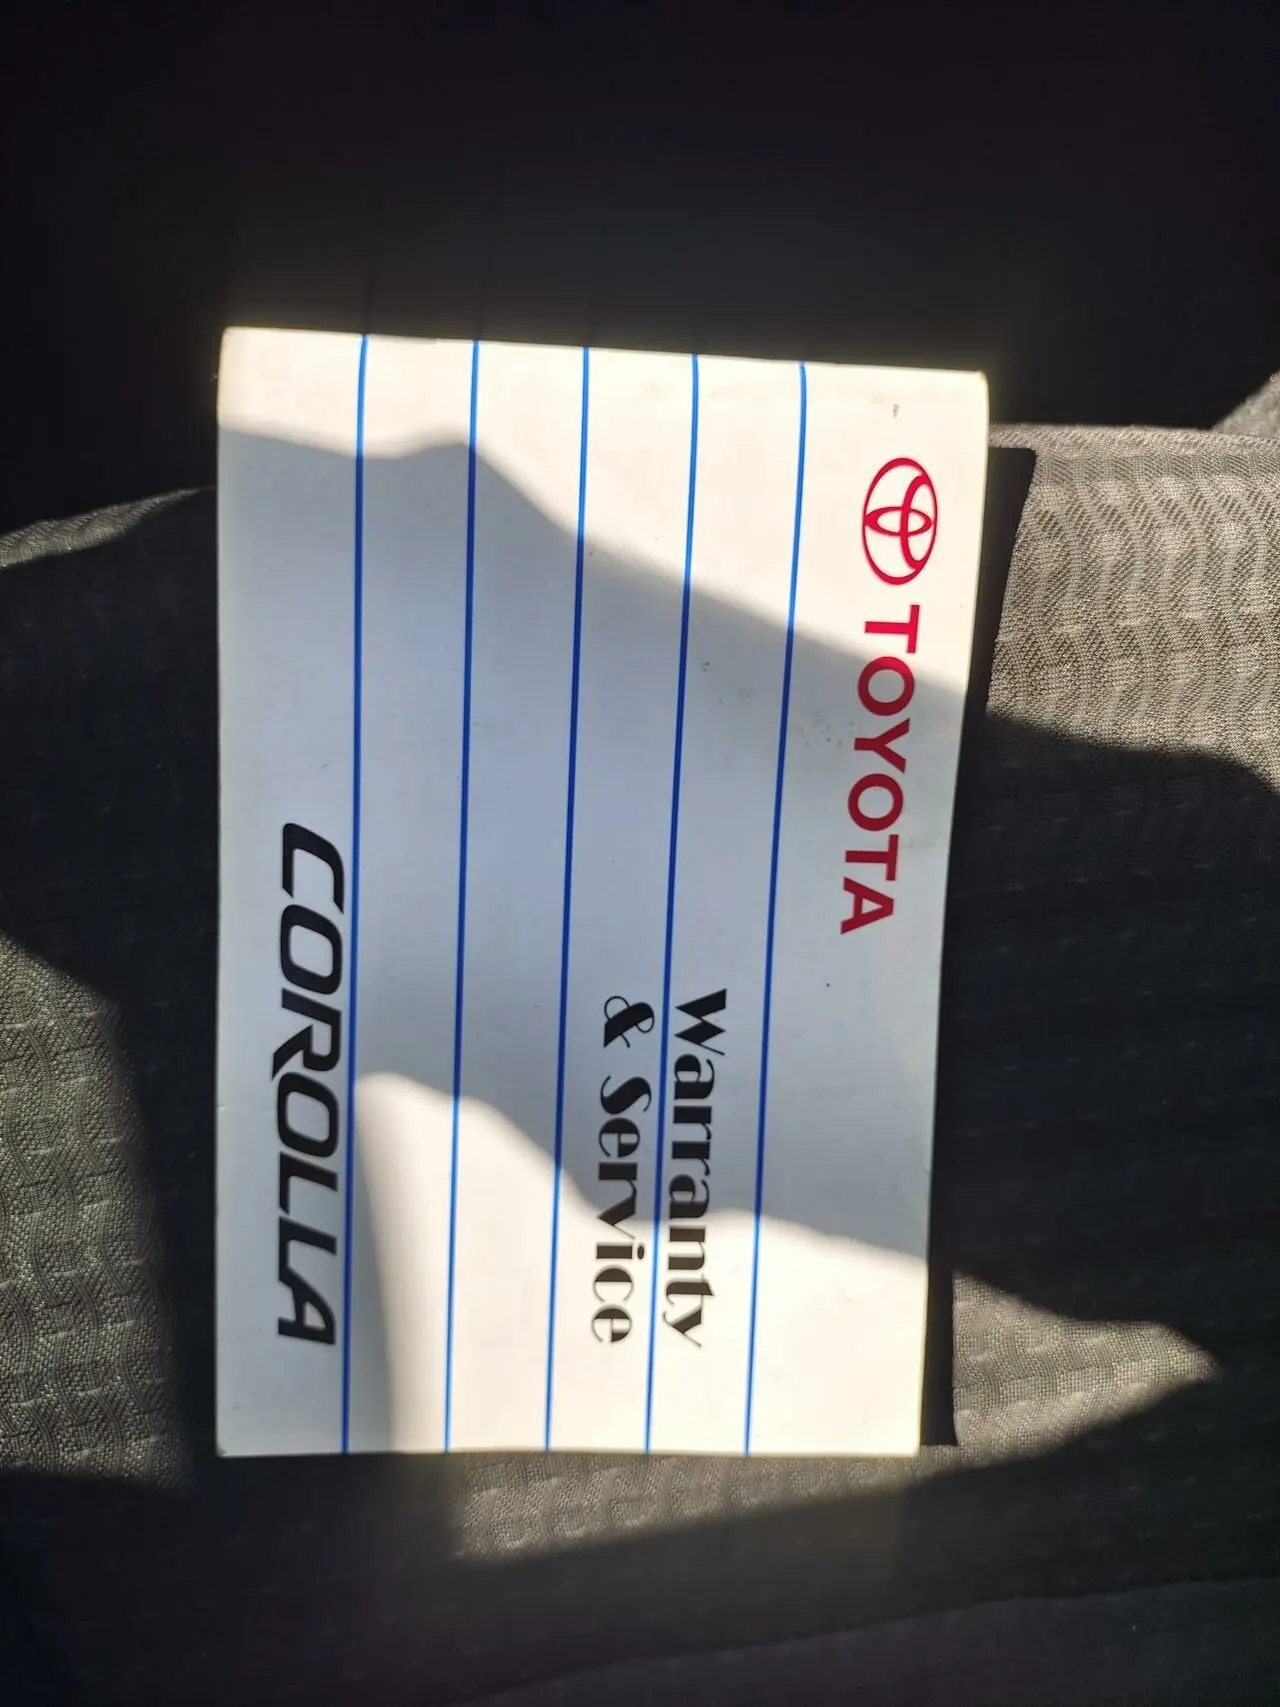 TOYOTA
Warranty
& Service
COROLLA